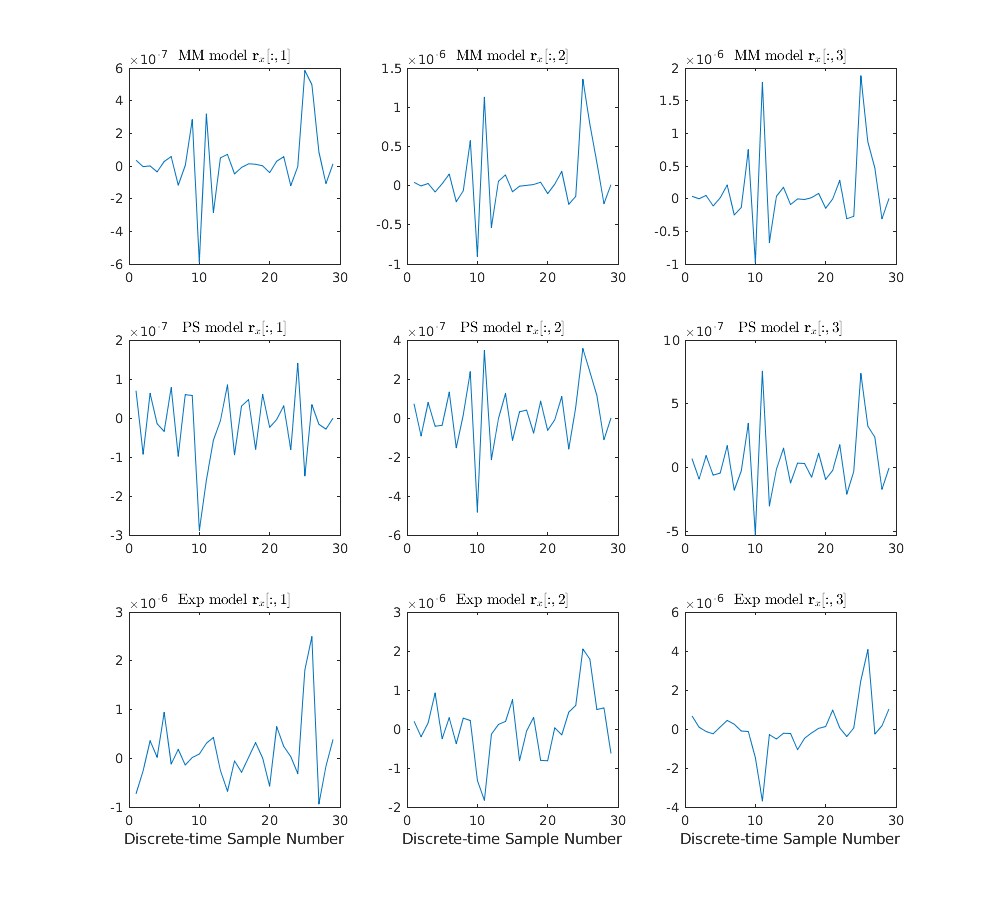 ×10⁻⁷ MM model r_x[:, 1]
6
4
2
0
-2
-4
-6
0 10 20 30
×10⁻⁶ MM model r_x[:, 2]
1.5
1
0.5
0
-0.5
-1
0 10 20 30
×10⁻⁶ MM model r_x[:, 3]
2
1.5
1
0.5
0
-0.5
-1
0 10 20 30
×10⁻⁷ PS model r_x[:, 1]
2
1
0
-1
-2
-3
0 10 20 30
×10⁻⁷ PS model r_x[:, 2]
4
2
0
-2
-4
-6
0 10 20 30
×10⁻⁷ PS model r_x[:, 3]
10
5
0
-5
0 10 20 30
×10⁻⁶ Exp model r_x[:, 1]
3
2
1
0
-1
0 10 20 30
Discrete-time Sample Number
×10⁻⁶ Exp model r_x[:, 2]
3
2
1
0
-1
-2
0 10 20 30
Discrete-time Sample Number
×10⁻⁶ Exp model r_x[:, 3]
6
4
2
0
-2
-4
0 10 20 30
Discrete-time Sample Number